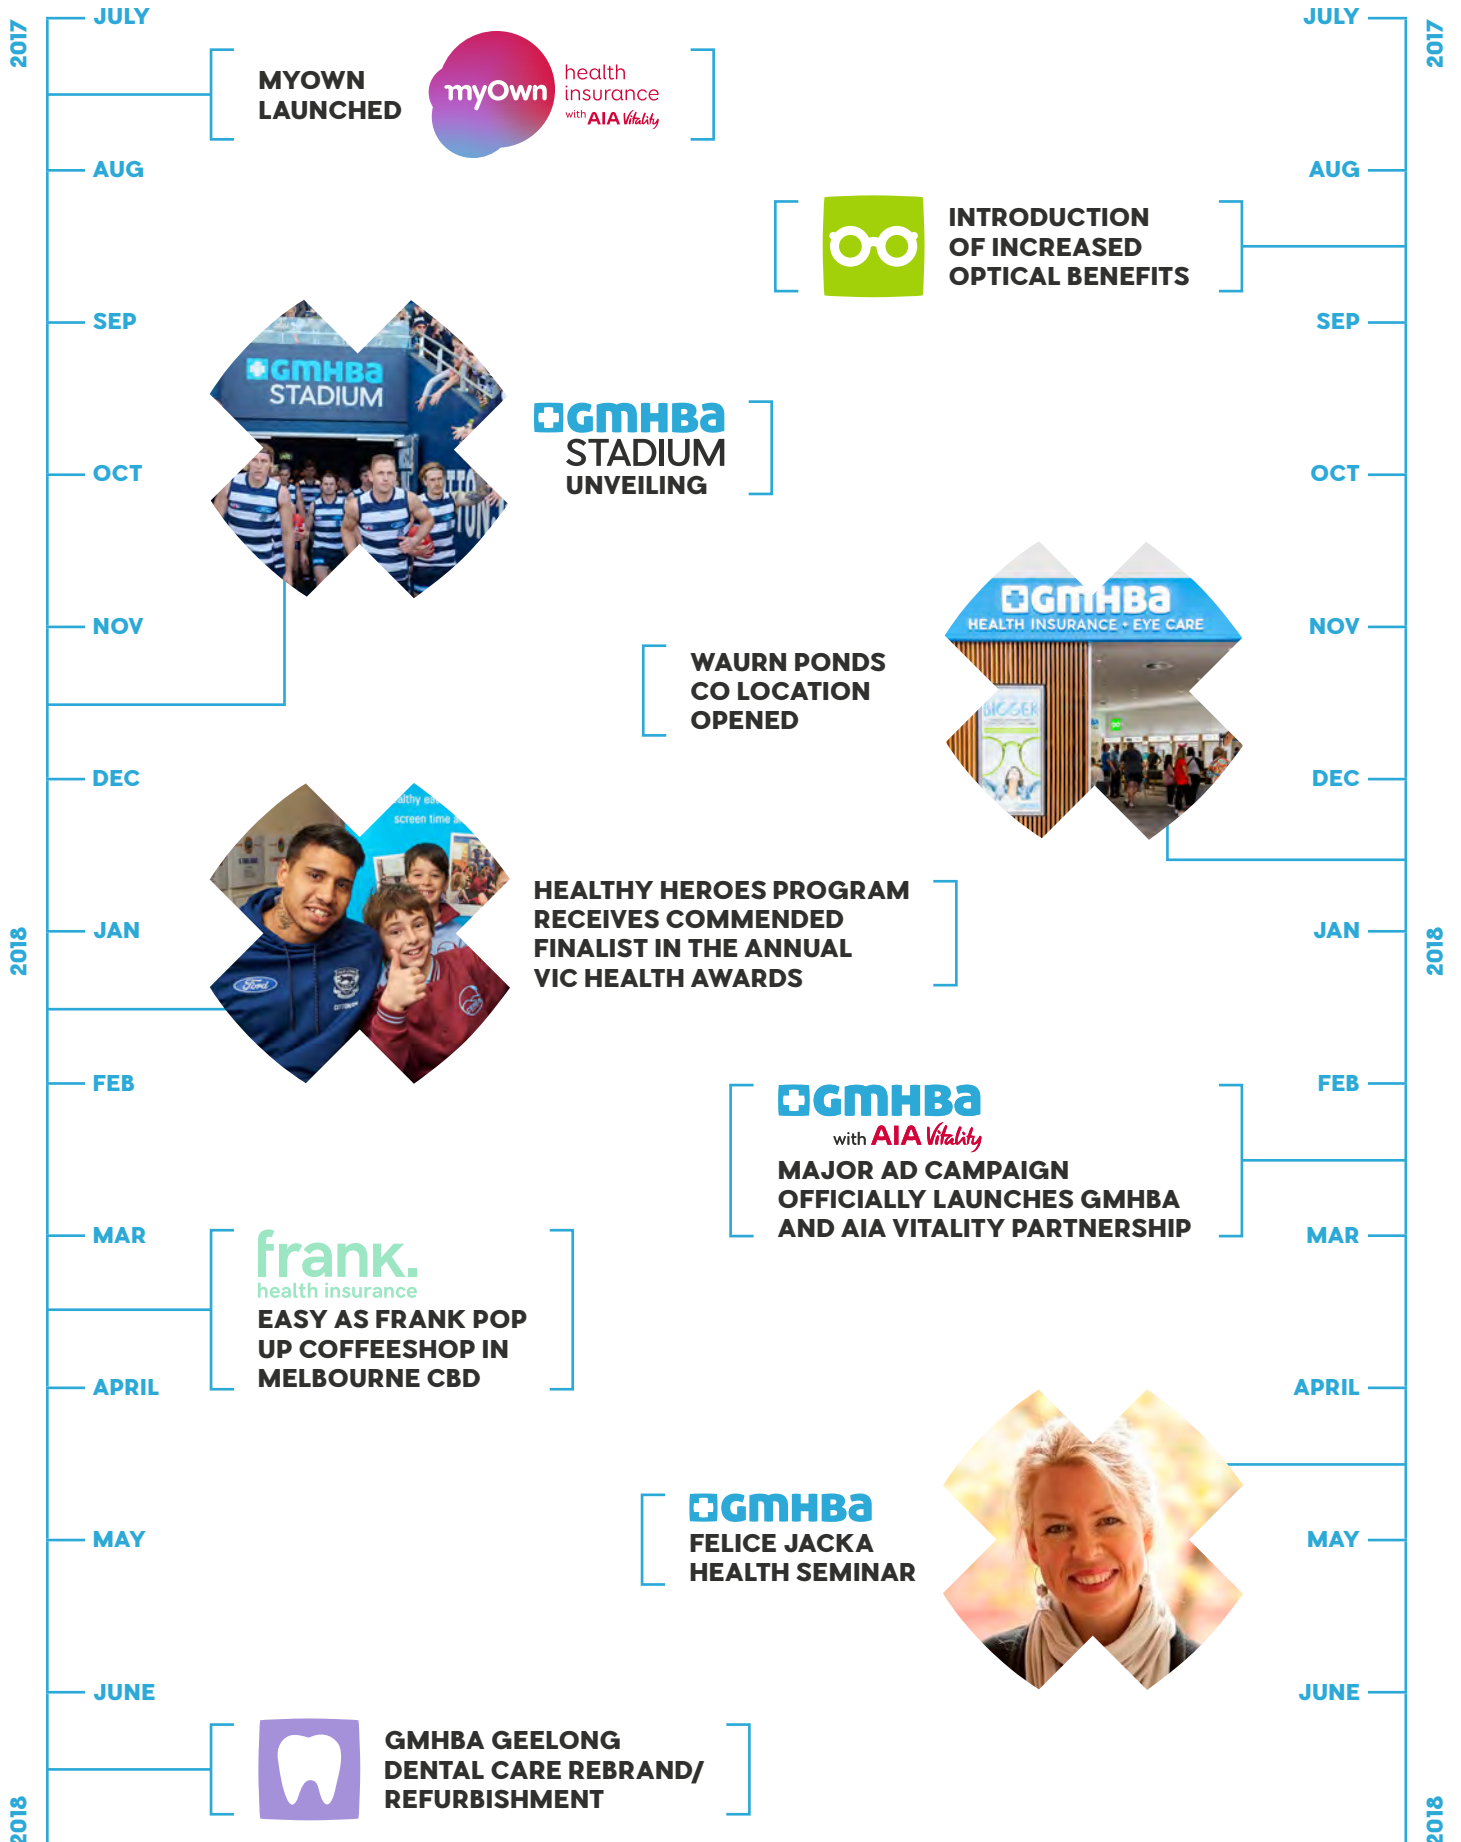 2017
JULY
JULY
2017
MYOWN
LAUNCHED
myOwn
health
insurance
with AIA Vitality
AUG
AUG
INTRODUCTION
OF INCREASED
OPTICAL BENEFITS
SEP
SEP
GMHBa
STADIUM
GMHBa
STADIUM
UNVEILING
OCT
OCT
GMHBa
HEALTH INSURANCE + EYE CARE
NOV
NOV
WAURN PONDS
CO LOCATION
OPENED
BIGGER
DEC
DEC
screen time
HEALTHY HEROES PROGRAM
RECEIVES COMMENDED
FINALIST IN THE ANNUAL
VIC HEALTH AWARDS
Ford
2018
JAN
JAN
2018
FEB
FEB
GMHBa
with AIA Vitality
MAJOR AD CAMPAIGN
OFFICIALLY LAUNCHES GMHBA
AND AIA VITALITY PARTNERSHIP
MAR
MAR
frank.
health insurance
EASY AS FRANK POP
UP COFFEESHOP IN
MELBOURNE CBD
APRIL
APRIL
GMHBa
FELICE JACKA
HEALTH SEMINAR
MAY
MAY
JUNE
JUNE
GMHBA GEELONG
DENTAL CARE REBRAND/
REFURBISHMENT
2018
2018